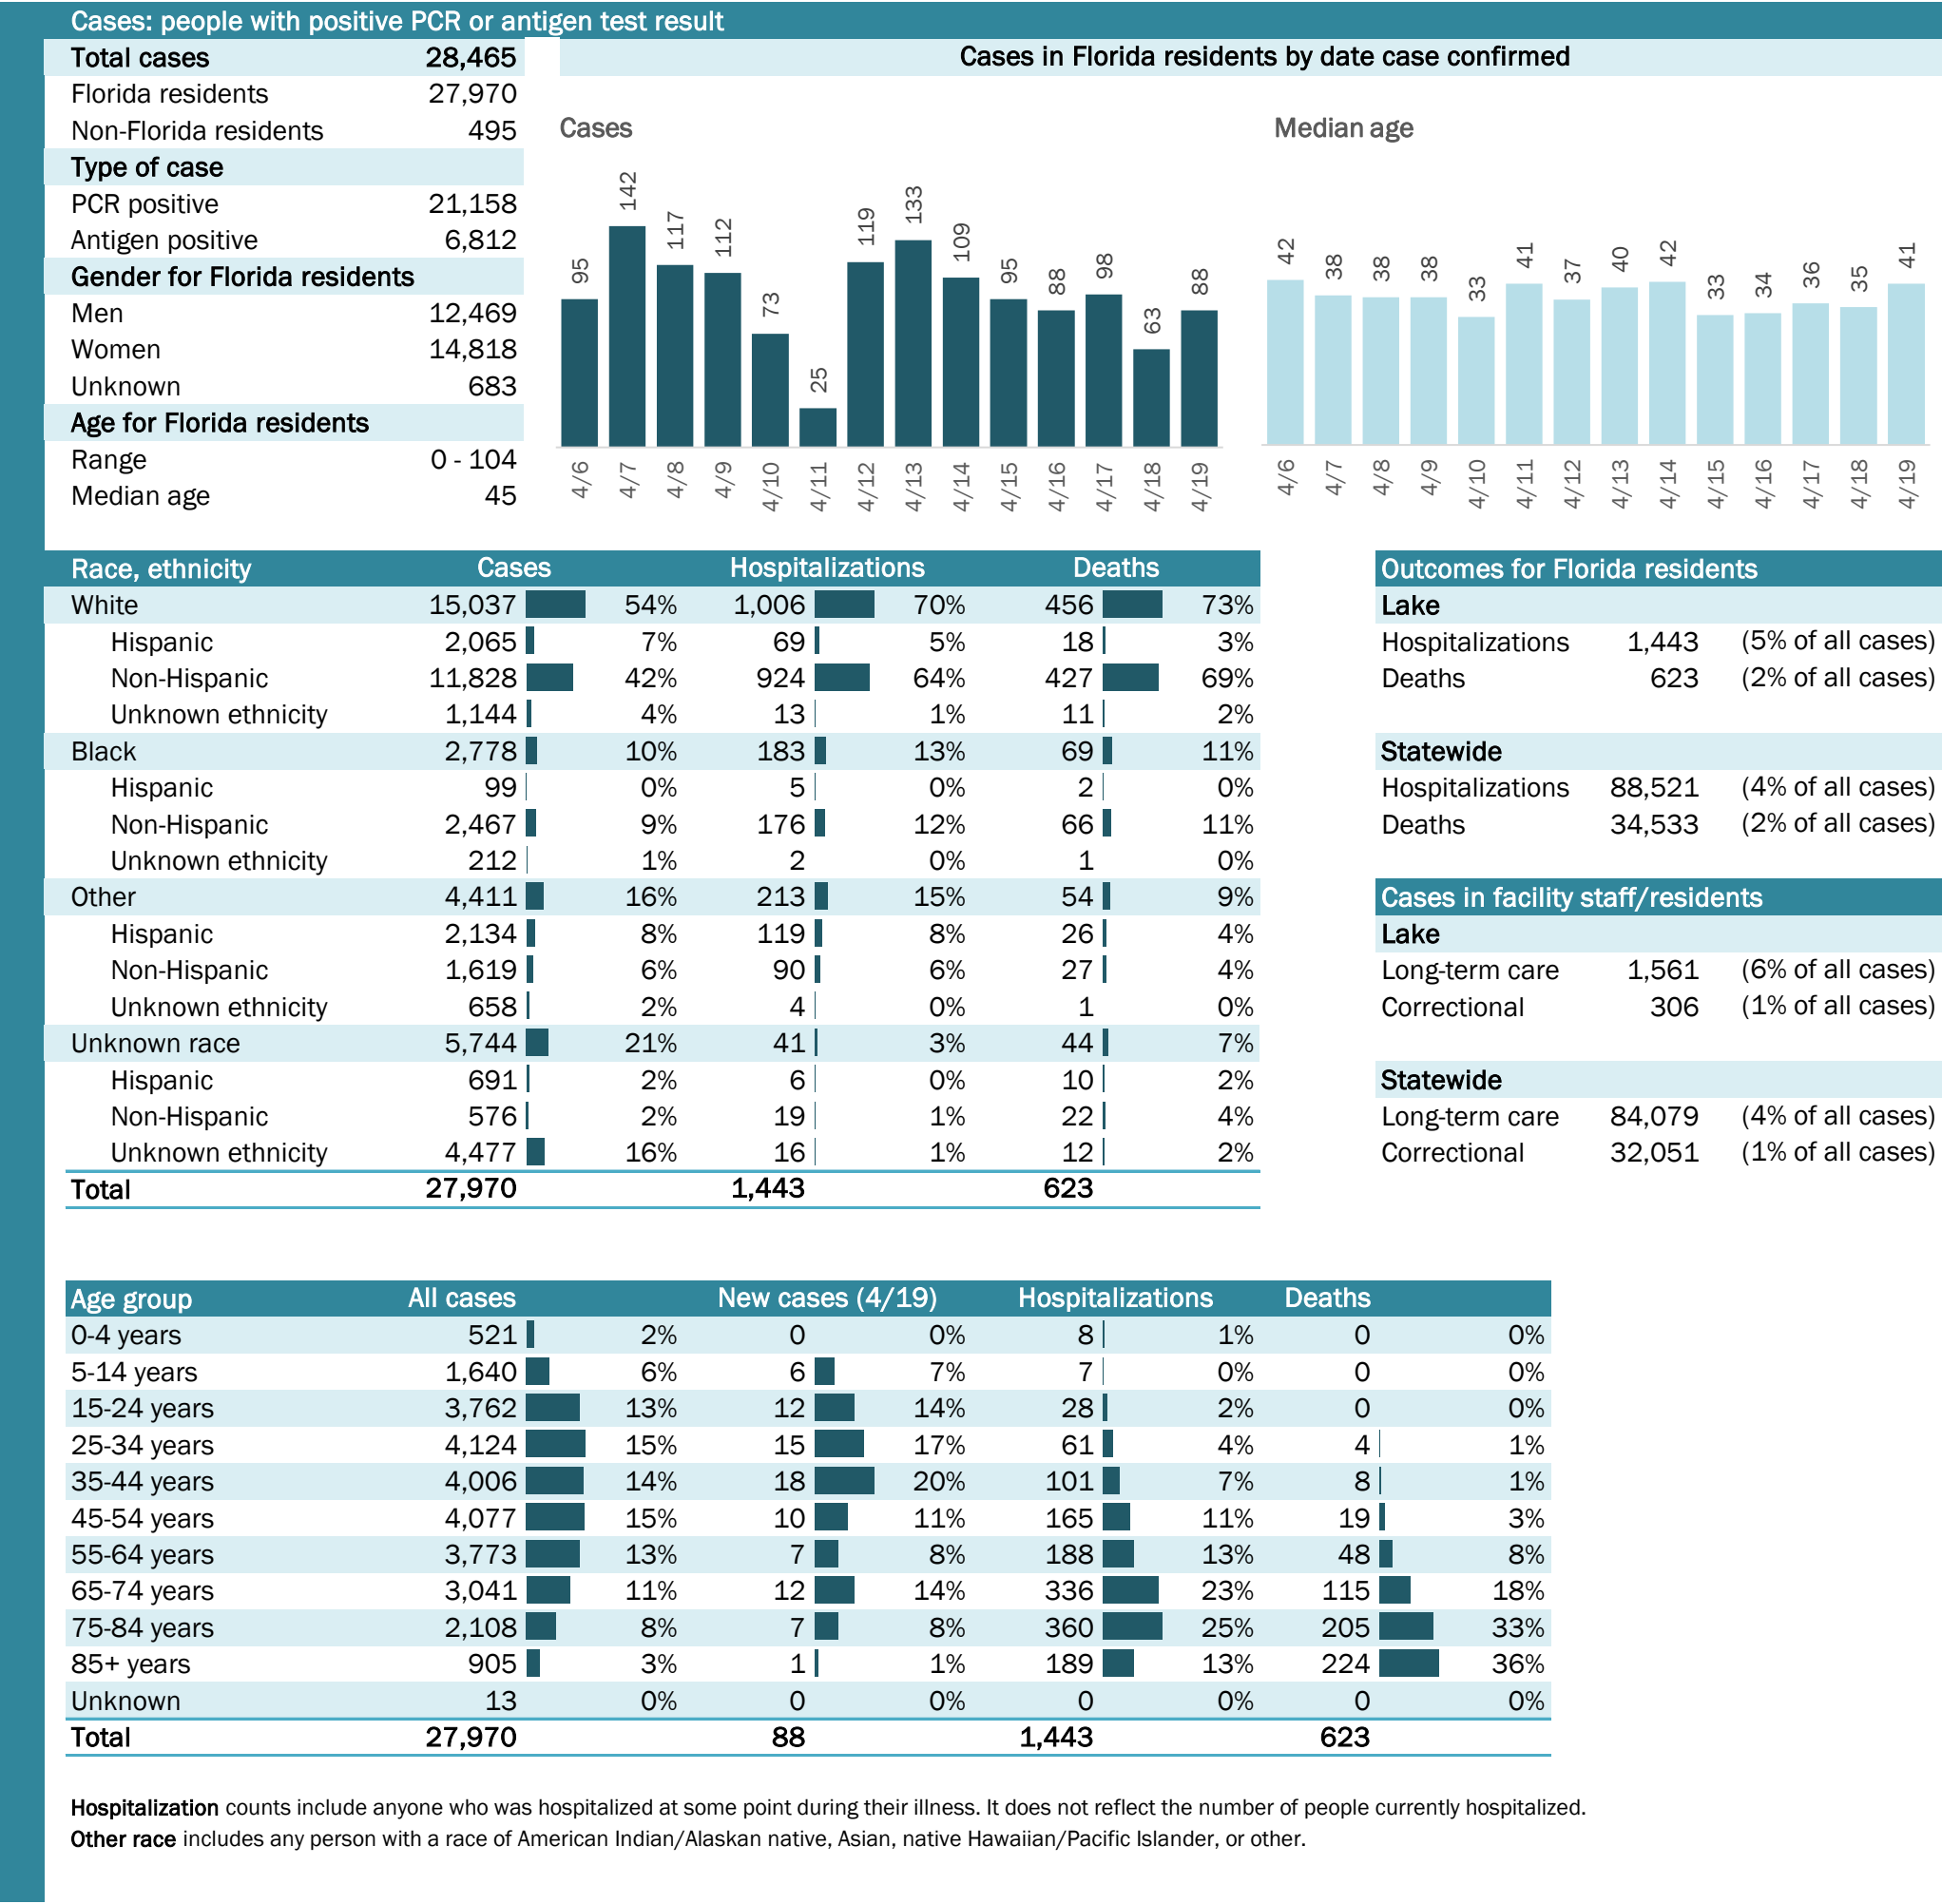 Cases: people with positive PCR or antigen test result
Total cases 28,465
Florida residents 27,970
Non-Florida residents 495
Type of case
PCR positive 21,158
Antigen positive 6,812
Gender for Florida residents
Men 12,469
Women 14,818
Unknown 683
Age for Florida residents
Range 0 - 104
Median age 45
Cases in Florida residents by date case confirmed
Cases
95 142 117 112 73 25 119 133 109 95 88 98 63 88
4/6 4/7 4/8 4/9 4/10 4/11 4/12 4/13 4/14 4/15 4/16 4/17 4/18 4/19
Median age
42 38 38 38 33 41 37 40 42 33 34 36 35 41
4/6 4/7 4/8 4/9 4/10 4/11 4/12 4/13 4/14 4/15 4/16 4/17 4/18 4/19
Race, ethnicity Cases Hospitalizations Deaths
White 15,037 54% 1,006 70% 456 73%
Hispanic 2,065 7% 69 5% 18 3%
Non-Hispanic 11,828 42% 924 64% 427 69%
Unknown ethnicity 1,144 4% 13 1% 11 2%
Black 2,778 10% 183 13% 69 11%
Hispanic 99 0% 5 0% 2 0%
Non-Hispanic 2,467 9% 176 12% 66 11%
Unknown ethnicity 212 1% 2 0% 1 0%
Other 4,411 16% 213 15% 54 9%
Hispanic 2,134 8% 119 8% 26 4%
Non-Hispanic 1,619 6% 90 6% 27 4%
Unknown ethnicity 658 2% 4 0% 1 0%
Unknown race 5,744 21% 41 3% 44 7%
Hispanic 691 2% 6 0% 10 2%
Non-Hispanic 576 2% 19 1% 22 4%
Unknown ethnicity 4,477 16% 16 1% 12 2%
Total 27,970 1,443 623
Outcomes for Florida residents
Lake
Hospitalizations 1,443 (5% of all cases)
Deaths 623 (2% of all cases)
Statewide
Hospitalizations 88,521 (4% of all cases)
Deaths 34,533 (2% of all cases)
Cases in facility staff/residents
Lake
Long-term care 1,561 (6% of all cases)
Correctional 306 (1% of all cases)
Statewide
Long-term care 84,079 (4% of all cases)
Correctional 32,051 (1% of all cases)
Age group All cases New cases (4/19) Hospitalizations Deaths
0-4 years 521 2% 0 0% 8 1% 0 0%
5-14 years 1,640 6% 6 7% 7 0% 0 0%
15-24 years 3,762 13% 12 14% 28 2% 0 0%
25-34 years 4,124 15% 15 17% 61 4% 4 1%
35-44 years 4,006 14% 18 20% 101 7% 8 1%
45-54 years 4,077 15% 10 11% 165 11% 19 3%
55-64 years 3,773 13% 7 8% 188 13% 48 8%
65-74 years 3,041 11% 12 14% 336 23% 115 18%
75-84 years 2,108 8% 7 8% 360 25% 205 33%
85+ years 905 3% 1 1% 189 13% 224 36%
Unknown 13 0% 0 0% 0 0% 0 0%
Total 27,970 88 1,443 623
Hospitalization counts include anyone who was hospitalized at some point during their illness. It does not reflect the number of people currently hospitalized.
Other race includes any person with a race of American Indian/Alaskan native, Asian, native Hawaiian/Pacific Islander, or other.